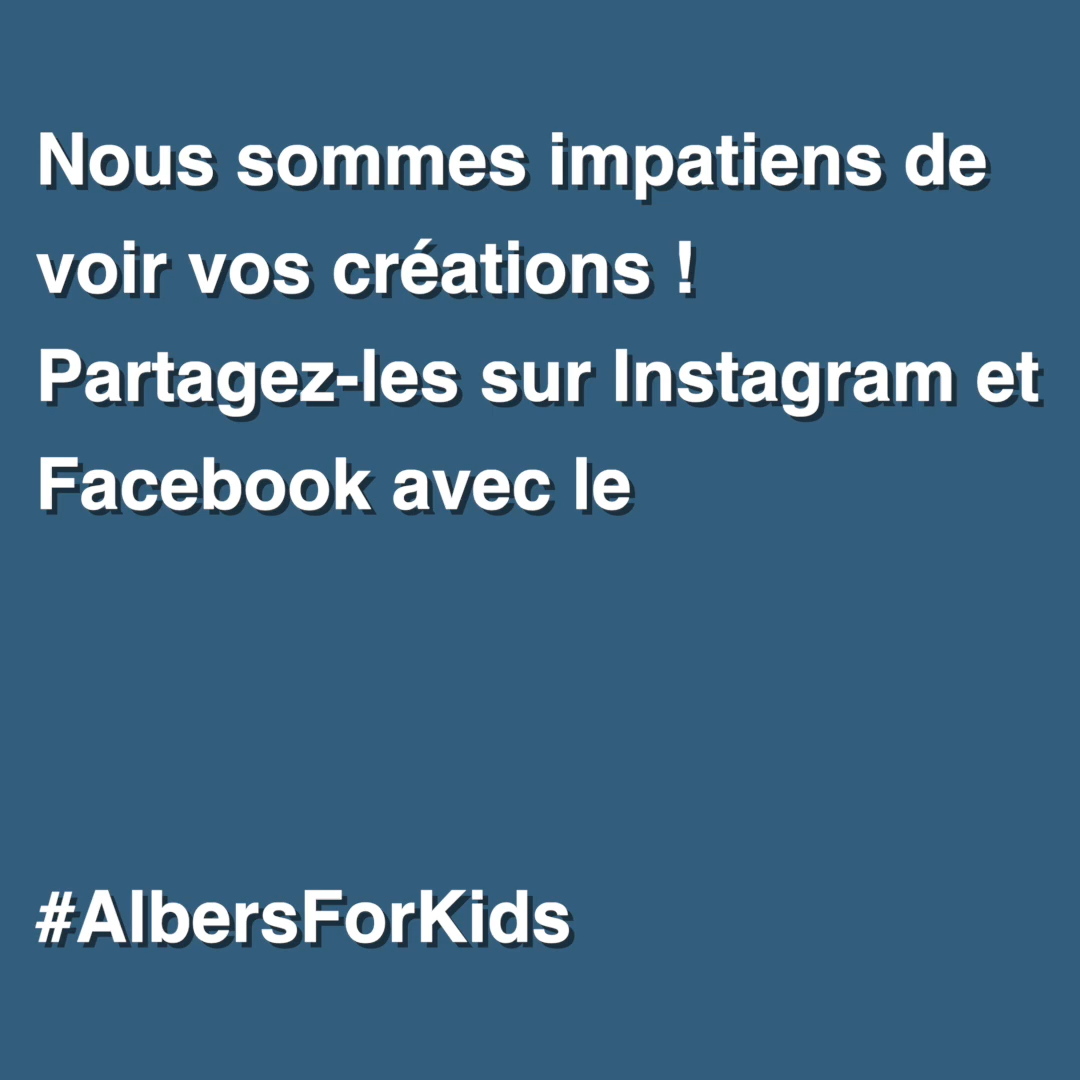 Nous sommes impatiens de
voir vos créations !
Partagez-les sur Instagram et
Facebook avec le
#AlbersForKids